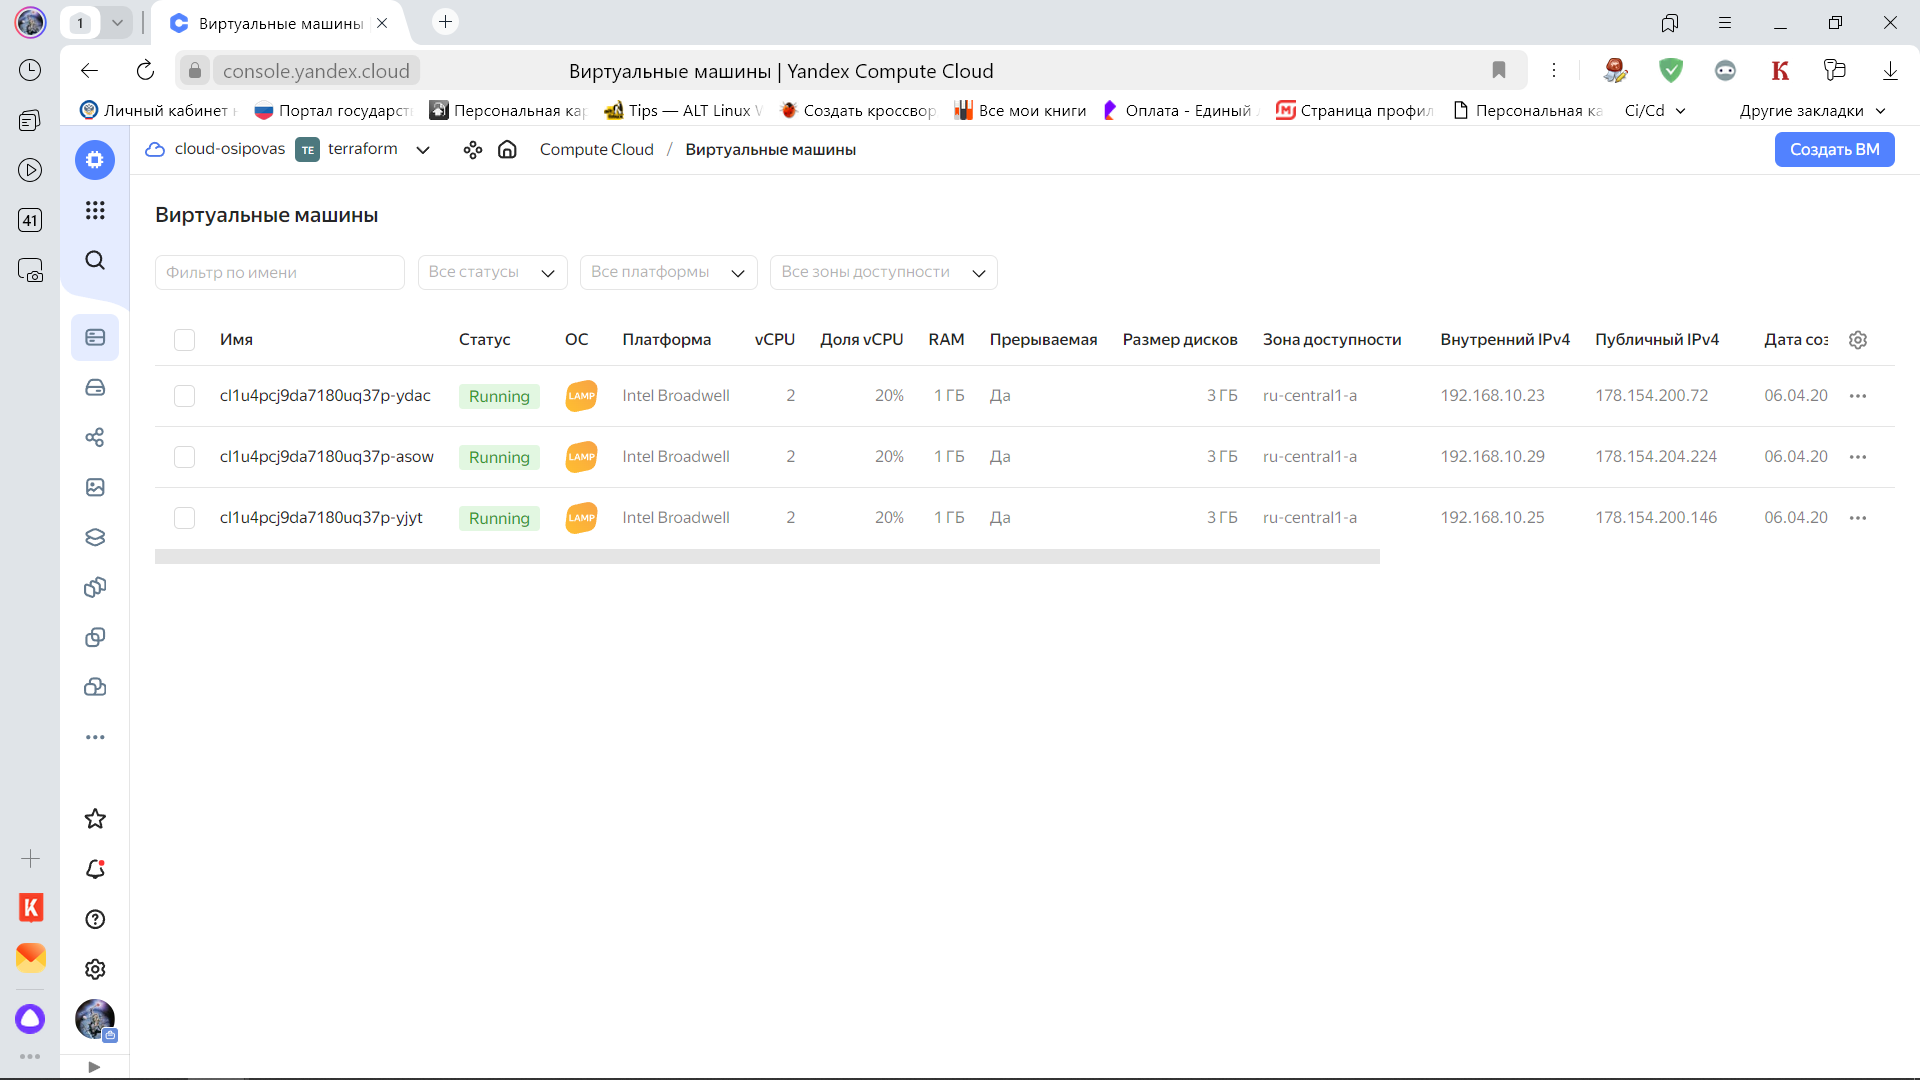 1
Виртуальные машины
console.yandex.cloud
Виртуальные машины | Yandex Compute Cloud
К
Личный кабинет
Портал государст
Персональная кар
Tips — ALT Linux W
Создать кроссвор
Все мои книги
Оплата - Единый
Страница профил
Персональная ка
Ci/Cd
Другие закладки
41
cloud-osipovas
TE
terraform
Compute Cloud / Виртуальные машины
Создать ВМ
Виртуальные машины
Фильтр по имени
Все статусы
Все платформы
Все зоны доступности
Имя Статус ОС Платформа vCPU Доля vCPU RAM Прерываемая Размер дисков Зона доступности Внутренний IPv4 Публичный IPv4 Дата соз
cl1u4pcj9da7180uq37p-ydac Running LAMP Intel Broadwell 2 20% 1 ГБ Да 3 ГБ ru-central1-a 192.168.10.23 178.154.200.72 06.04.20
cl1u4pcj9da7180uq37p-asow Running LAMP Intel Broadwell 2 20% 1 ГБ Да 3 ГБ ru-central1-a 192.168.10.29 178.154.204.224 06.04.20
cl1u4pcj9da7180uq37p-yjyt Running LAMP Intel Broadwell 2 20% 1 ГБ Да 3 ГБ ru-central1-a 192.168.10.25 178.154.200.146 06.04.20
K